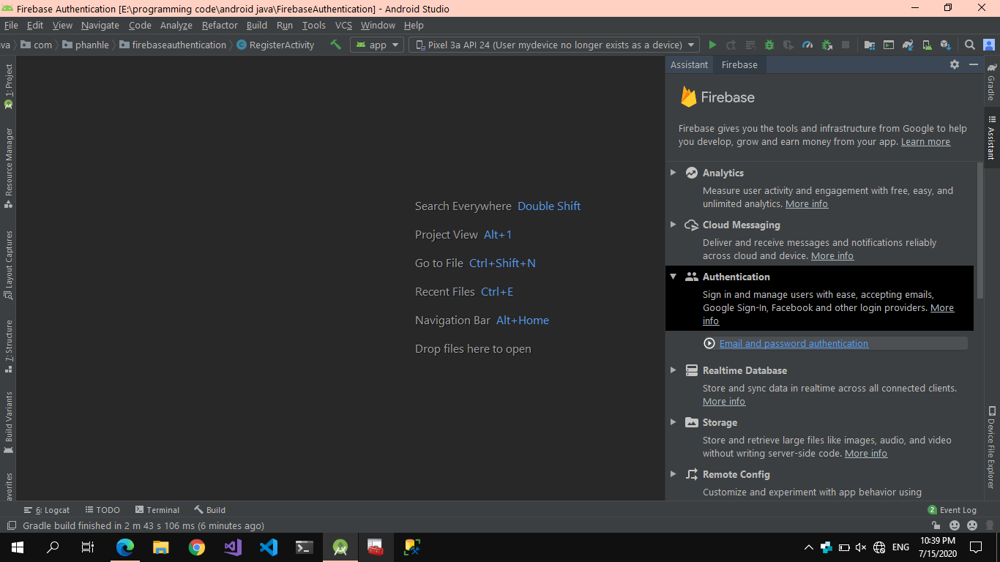 Firebase Authentication [E:\programming code\android java\FirebaseAuthentication] - Android Studio
File Edit View Navigate Code Analyze Refactor Build Run Tools VCS Window Help
va com phanhle firebaseauthentication RegisterActivity app Pixel 3a API 24 (User mydevice no longer exists as a device)
1: Project
Resource Manager
Layout Captures
7: Structure
Build Variants
avorites
Search Everywhere Double Shift
Project View Alt+1
Go to File Ctrl+Shift+N
Recent Files Ctrl+E
Navigation Bar Alt+Home
Drop files here to open
Assistant Firebase
Firebase
Firebase gives you the tools and infrastructure from Google to help
you develop, grow and earn money from your app. Learn more
Analytics
Measure user activity and engagement with free, easy, and
unlimited analytics. More info
Cloud Messaging
Deliver and receive messages and notifications reliably
across cloud and device. More info
Authentication
Sign in and manage users with ease, accepting emails,
Google Sign-In, Facebook and other login providers. More
info
Email and password authentication
Realtime Database
Store and sync data in realtime across all connected clients.
More info
Storage
Store and retrieve large files like images, audio, and video
without writing server-side code. More info
Remote Config
Customize and experiment with app behavior using
Gradle
Assistant
Device File Explorer
6: Logcat TODO Terminal Build 2 Event Log
Gradle build finished in 2 m 43 s 106 ms (6 minutes ago)
ENG
10:39 PM
7/15/2020